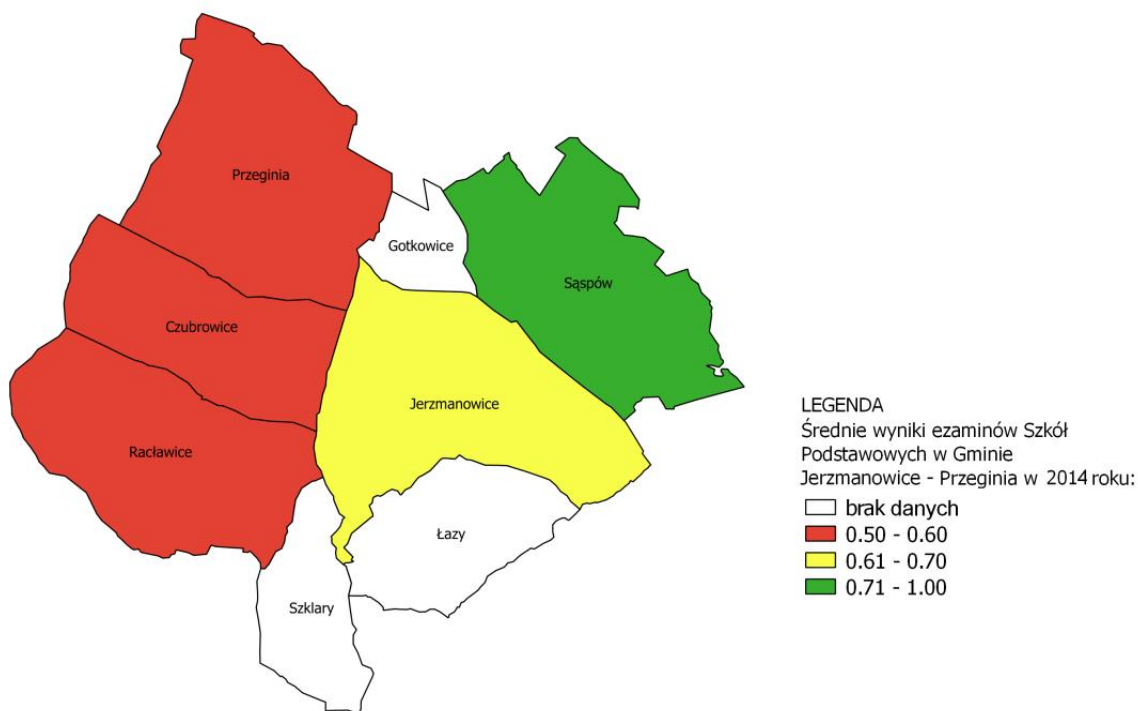 Przeginia
Gotkowice
Sąspów
Czubrowice
Jerzmanowice
Racławice
Łazy
Szklary
LEGENDA
Średnie wyniki ezaminów Szkół
Podstawowych w Gminie
Jerzmanowice - Przeginia w 2014 roku:
brak danych
0.50 - 0.60
0.61 - 0.70
0.71 - 1.00